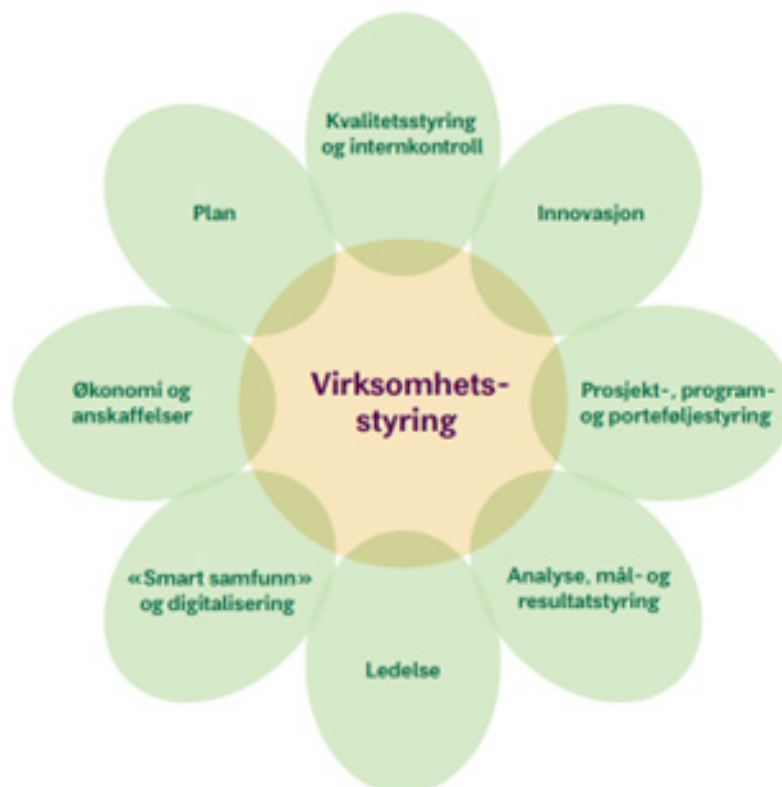 Kvalitetsstyring
og internkontroll
Plan
Innovasjon
Økonomi og
anskaffelser
Virksomhets-
styring
Prosjekt-, program-
og porteføljestyring
«Smart samfunn»
og digitalisering
Analyse, mål- og
resultatstyring
Ledelse